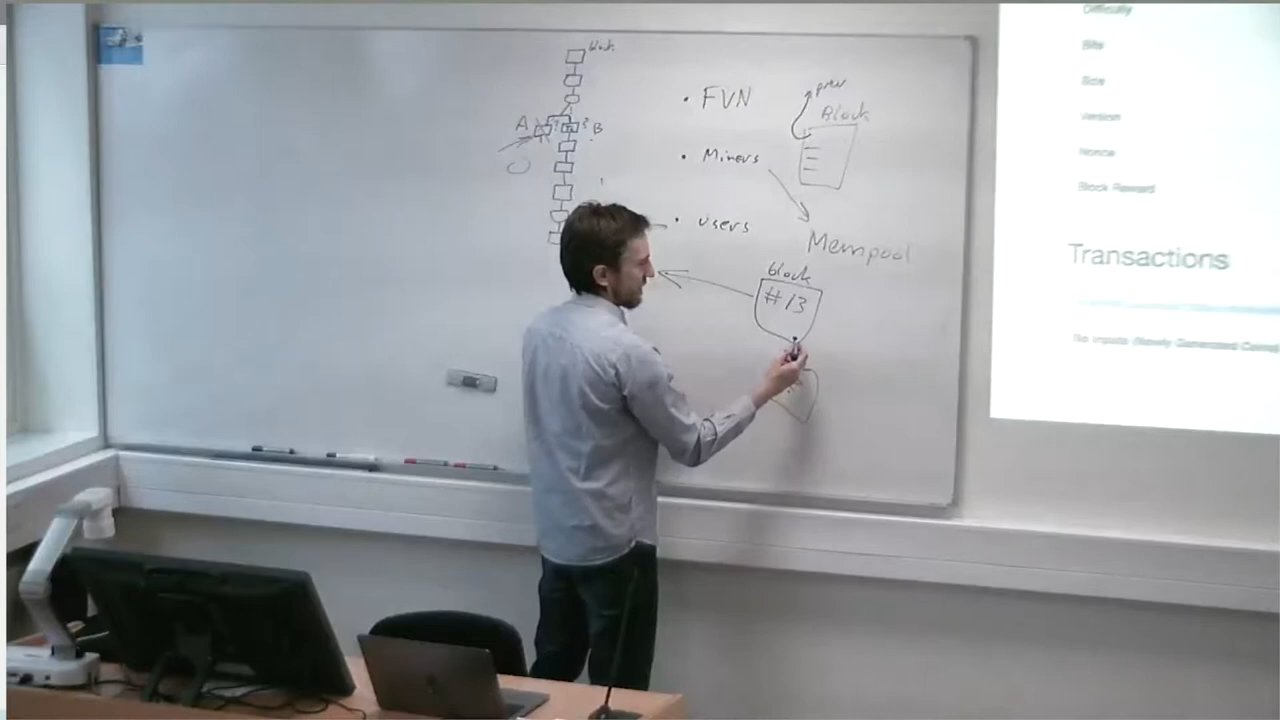 block
• FVN
prev
Block
A
B
• Miners
• users
Mempool
block
#13
Difficulty
Bits
Size
Version
Nonce
Block Reward
Transactions
No Inputs (Newly Generated Coins)